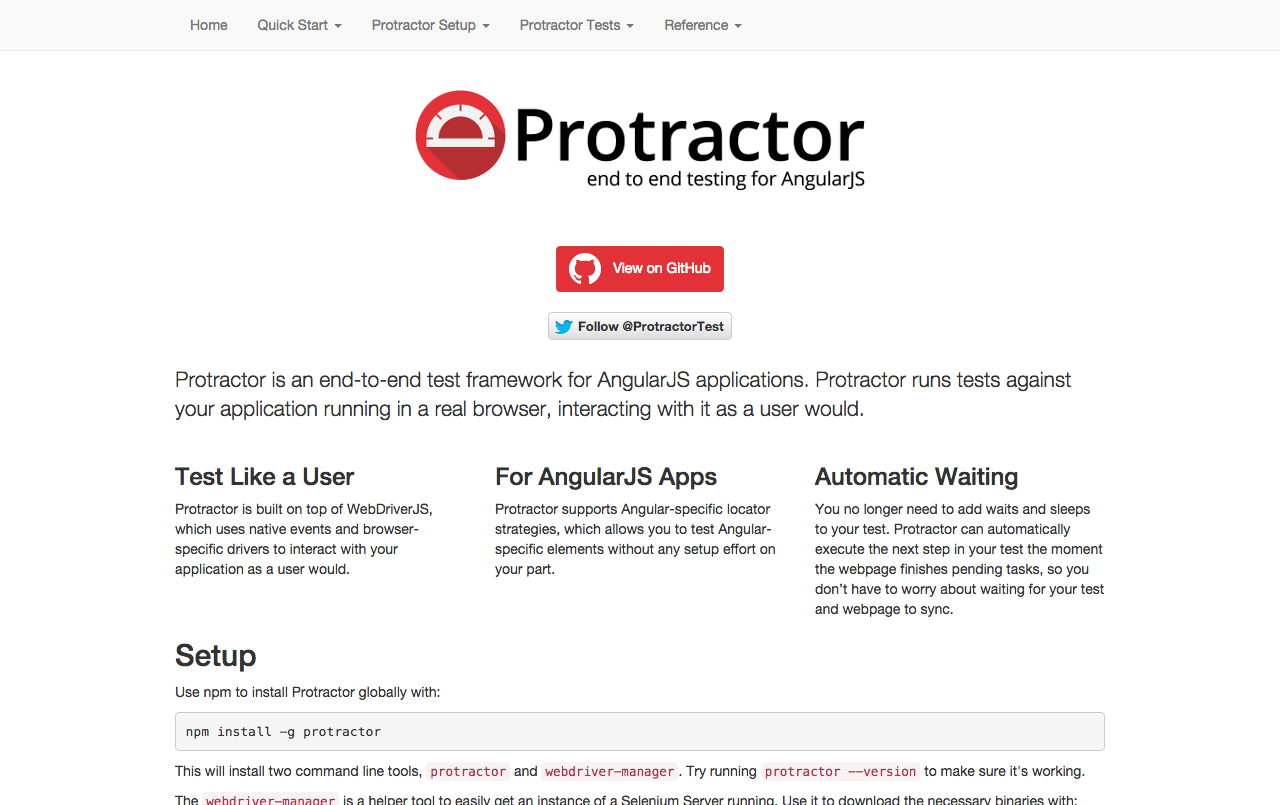 Home Quick Start Protractor Setup Protractor Tests Reference
Protractor
end to end testing for AngularJS
View on GitHub
Follow @ProtractorTest
Protractor is an end-to-end test framework for AngularJS applications. Protractor runs tests against
your application running in a real browser, interacting with it as a user would.
Test Like a User
Protractor is built on top of WebDriverJS,
which uses native events and browser-
specific drivers to interact with your
application as a user would.
For AngularJS Apps
Protractor supports Angular-specific locator
strategies, which allows you to test Angular-
specific elements without any setup effort on
your part.
Automatic Waiting
You no longer need to add waits and sleeps
to your test. Protractor can automatically
execute the next step in your test the moment
the webpage finishes pending tasks, so you
don’t have to worry about waiting for your test
and webpage to sync.
Setup
Use npm to install Protractor globally with:
npm install -g protractor
This will install two command line tools, protractor and webdriver-manager. Try running protractor --version to make sure it's working.
The webdriver-manager is a helper tool to easily get an instance of a Selenium Server running. Use it to download the necessary binaries with: